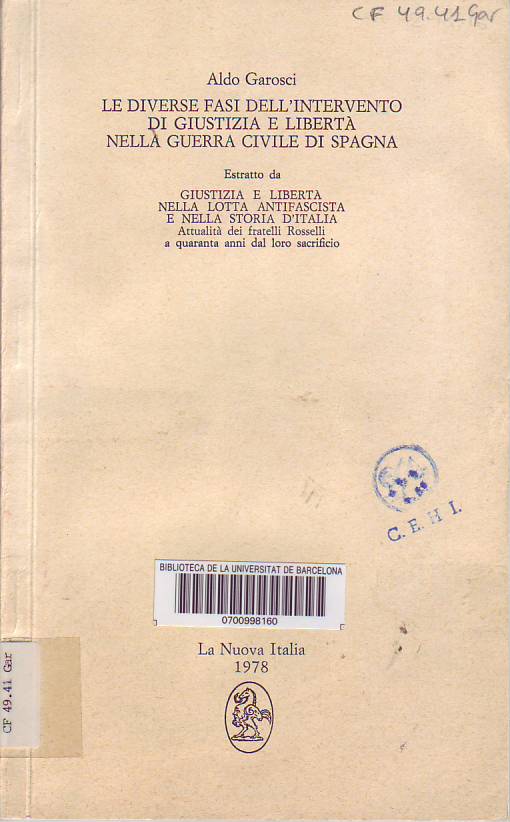 CF 49.41 Gar
Aldo Garosci
LE DIVERSE FASI DELL'INTERVENTO
DI GIUSTIZIA E LIBERTÀ
NELLA GUERRA CIVILE DI SPAGNA
Estratto da
GIUSTIZIA E LIBERTÀ
NELLA LOTTA ANTIFASCISTA
E NELLA STORIA D'ITALIA
Attualità dei fratelli Rosselli
a quaranta anni dal loro sacrificio
C. E. H I.
BIBLIOTECA DE LA UNIVERSITAT DE BARCELONA
0700998160
La Nuova Italia
1978
CF 49.41 Gar